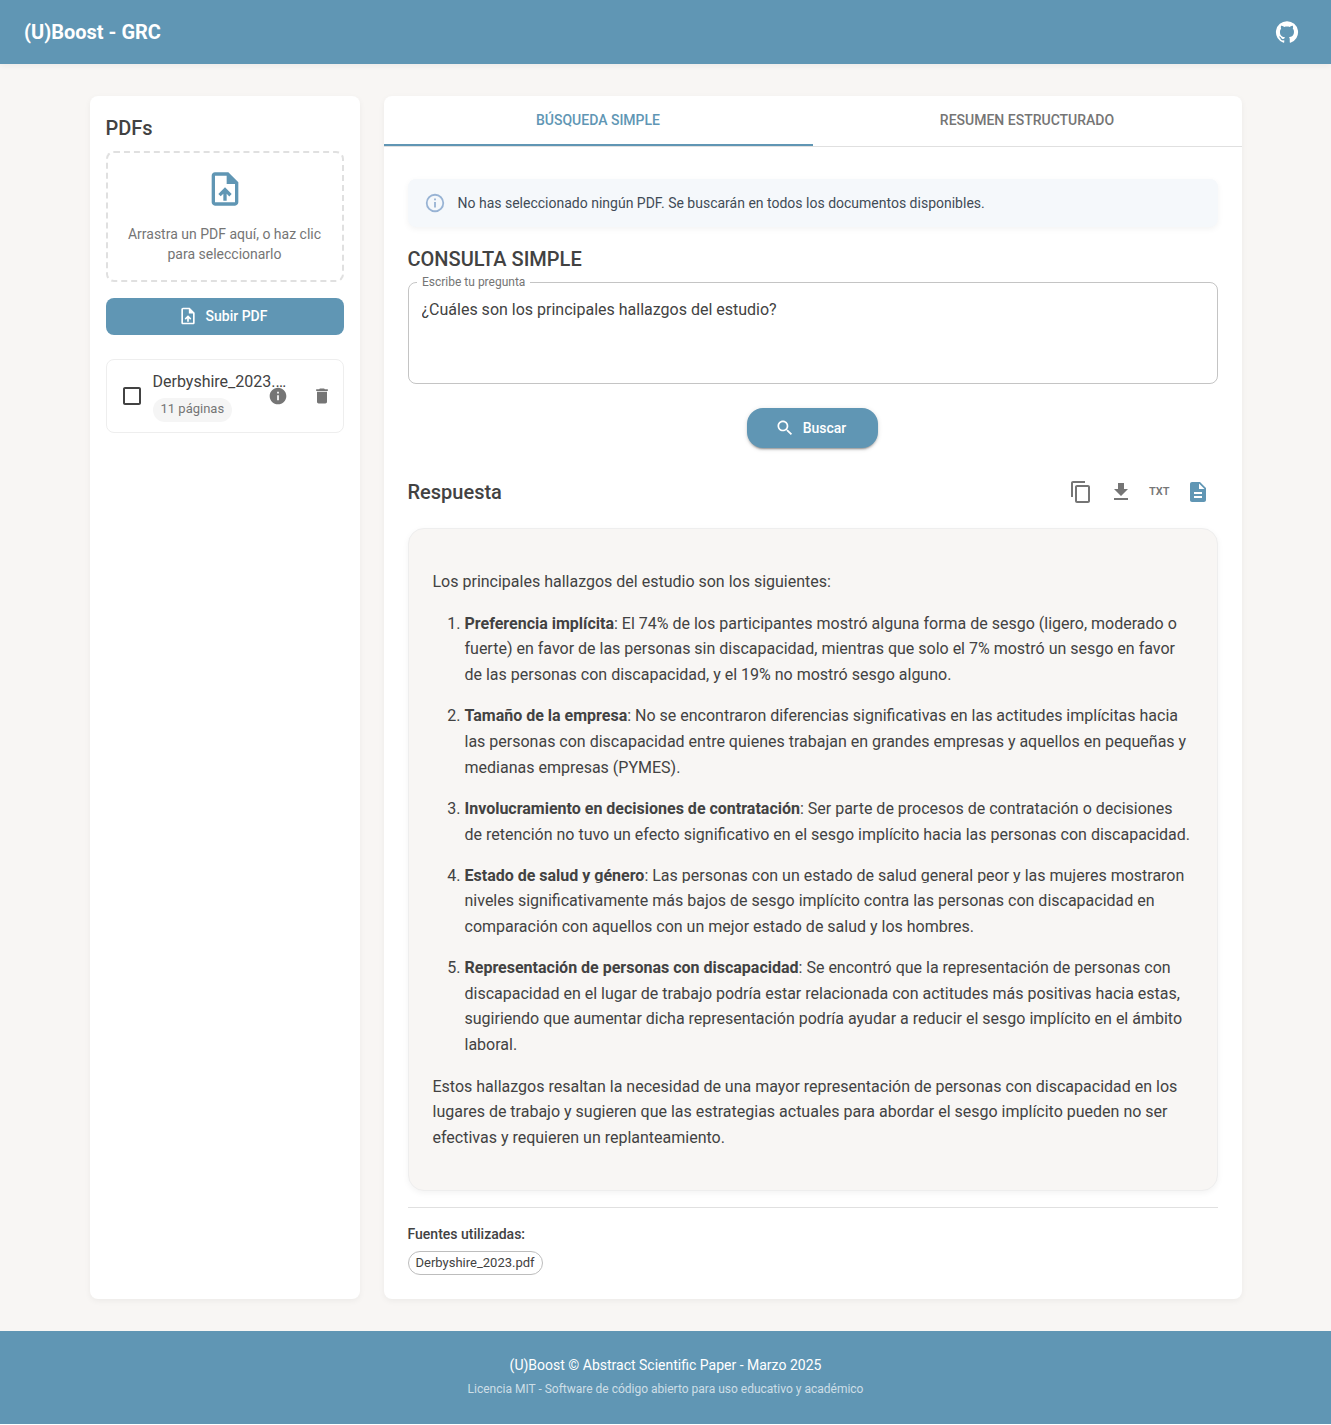 (U)Boost - GRC
PDFs
Arrastra un PDF aquí, o haz clic
para seleccionarlo
Subir PDF
Derbyshire_2023....
11 páginas
BÚSQUEDA SIMPLE
RESUMEN ESTRUCTURADO
No has seleccionado ningún PDF. Se buscarán en todos los documentos disponibles.
CONSULTA SIMPLE
Escribe tu pregunta
¿Cuáles son los principales hallazgos del estudio?
Buscar
Respuesta
TXT
Los principales hallazgos del estudio son los siguientes:
1. Preferencia implícita: El 74% de los participantes mostró alguna forma de sesgo (ligero, moderado o
fuerte) en favor de las personas sin discapacidad, mientras que solo el 7% mostró un sesgo en favor
de las personas con discapacidad, y el 19% no mostró sesgo alguno.
2. Tamaño de la empresa: No se encontraron diferencias significativas en las actitudes implícitas hacia
las personas con discapacidad entre quienes trabajan en grandes empresas y aquellos en pequeñas y
medianas empresas (PYMES).
3. Involucramiento en decisiones de contratación: Ser parte de procesos de contratación o decisiones
de retención no tuvo un efecto significativo en el sesgo implícito hacia las personas con discapacidad.
4. Estado de salud y género: Las personas con un estado de salud general peor y las mujeres mostraron
niveles significativamente más bajos de sesgo implícito contra las personas con discapacidad en
comparación con aquellos con un mejor estado de salud y los hombres.
5. Representación de personas con discapacidad: Se encontró que la representación de personas con
discapacidad en el lugar de trabajo podría estar relacionada con actitudes más positivas hacia estas,
sugiriendo que aumentar dicha representación podría ayudar a reducir el sesgo implícito en el ámbito
laboral.
Estos hallazgos resaltan la necesidad de una mayor representación de personas con discapacidad en los
lugares de trabajo y sugieren que las estrategias actuales para abordar el sesgo implícito pueden no ser
efectivas y requieren un replanteamiento.
Fuentes utilizadas:
Derbyshire_2023.pdf
(U)Boost © Abstract Scientific Paper - Marzo 2025
Licencia MIT - Software de código abierto para uso educativo y académico